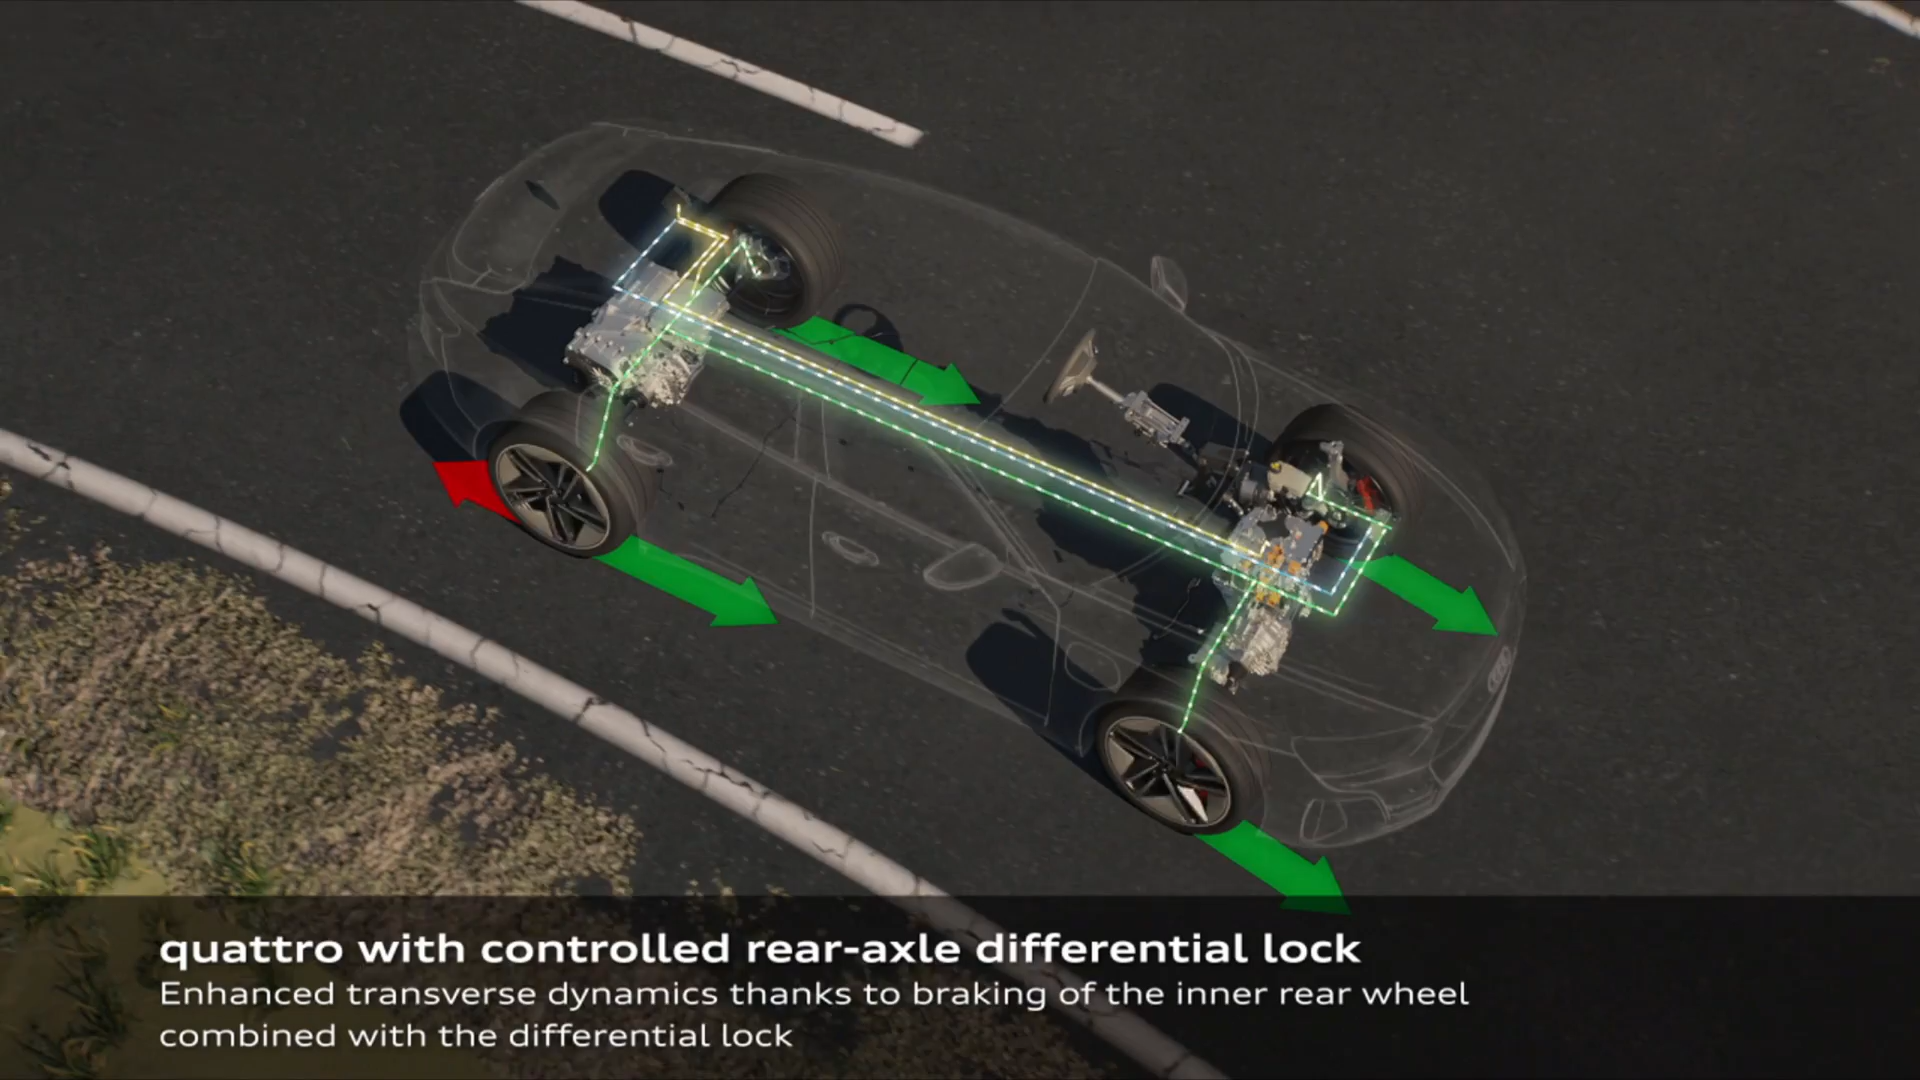 quattro with controlled rear-axle differential lock
Enhanced transverse dynamics thanks to braking of the inner rear wheel
combined with the differential lock